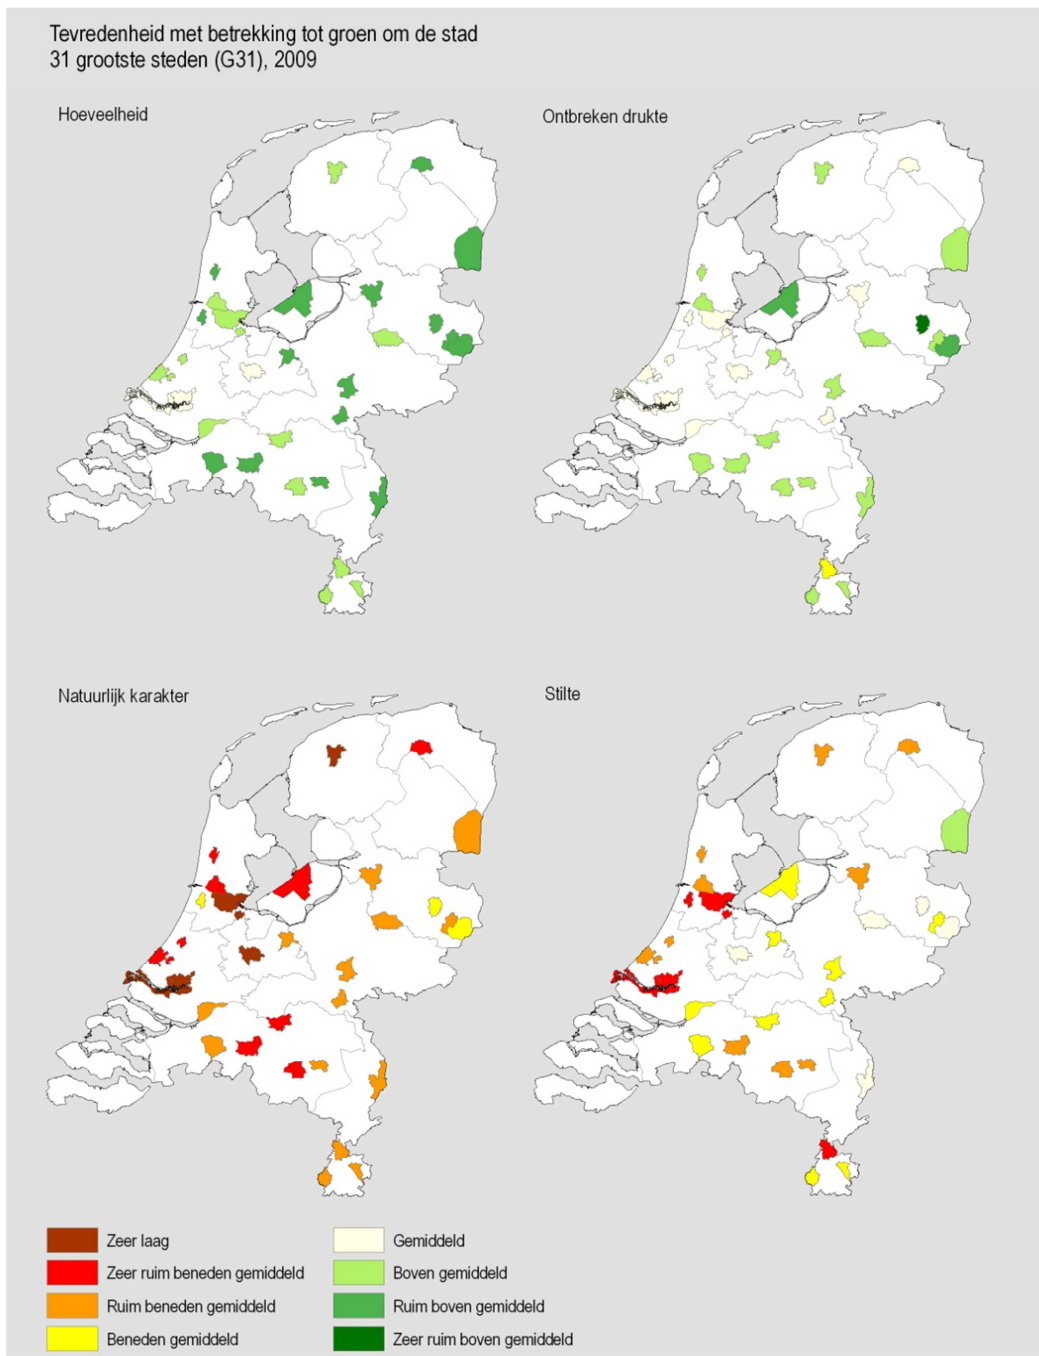 Tevredenheid met betrekking tot groen om de stad
31 grootste steden (G31), 2009
Hoeveelheid
Ontbreken drukte
Natuurlijk karakter
Stilte
Zeer laag
Zeer ruim beneden gemiddeld
Ruim beneden gemiddeld
Beneden gemiddeld
Gemiddeld
Boven gemiddeld
Ruim boven gemiddeld
Zeer ruim boven gemiddeld